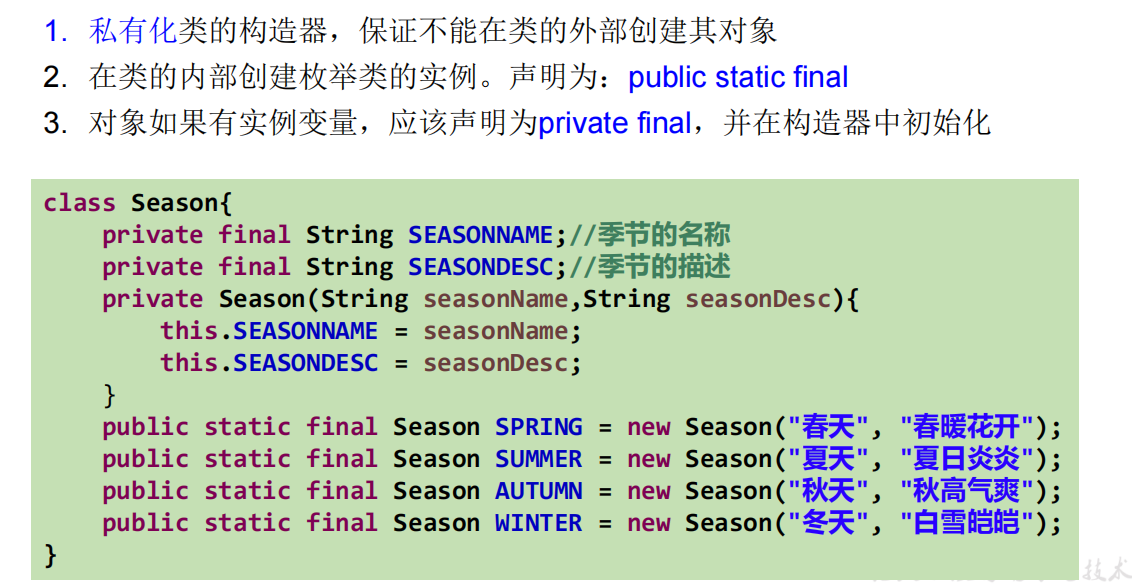 1. 私有化类的构造器，保证不能在类的外部创建其对象
2. 在类的内部创建枚举类的实例。声明为：public static final
3. 对象如果有实例变量，应该声明为private final，并在构造器中初始化
class Season{
    private final String SEASONNAME;//季节的名称
    private final String SEASONDESC;//季节的描述
    private Season(String seasonName,String seasonDesc){
        this.SEASONNAME = seasonName;
        this.SEASONDESC = seasonDesc;
    }
    public static final Season SPRING = new Season("春天", "春暖花开");
    public static final Season SUMMER = new Season("夏天", "夏日炎炎");
    public static final Season AUTUMN = new Season("秋天", "秋高气爽");
    public static final Season WINTER = new Season("冬天", "白雪皑皑");
}
技术